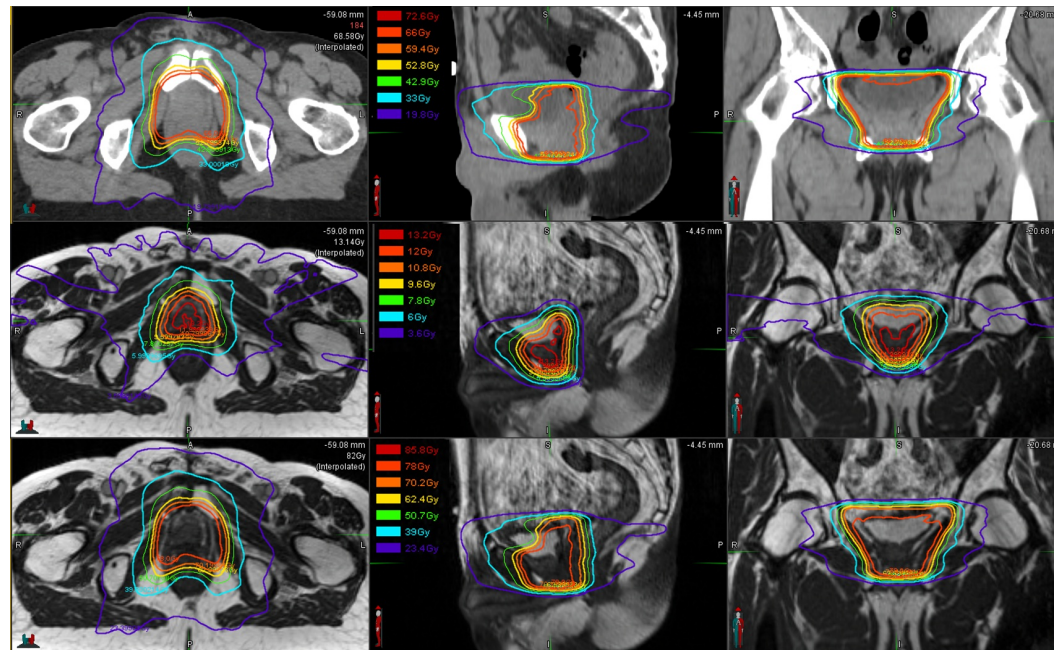 A
-59.08 mm
184
68.58Gy
(Interpolated)
R
L
P
72.6Gy
66Gy
59.4Gy
52.8Gy
42.9Gy
33Gy
19.8Gy
S
-4.45 mm
P
I
S
R
I
A
-59.08 mm
13.14Gy
(Interpolated)
R
L
P
13.2Gy
12Gy
10.8Gy
9.6Gy
7.8Gy
6Gy
3.6Gy
S
-4.45 mm
P
I
S
-20.68 m
R
I
A
-59.08 mm
82Gy
(Interpolated)
R
L
P
85.8Gy
78Gy
70.2Gy
62.4Gy
50.7Gy
39Gy
23.4Gy
S
-4.45 mm
P
I
S
-20.68 m
R
I